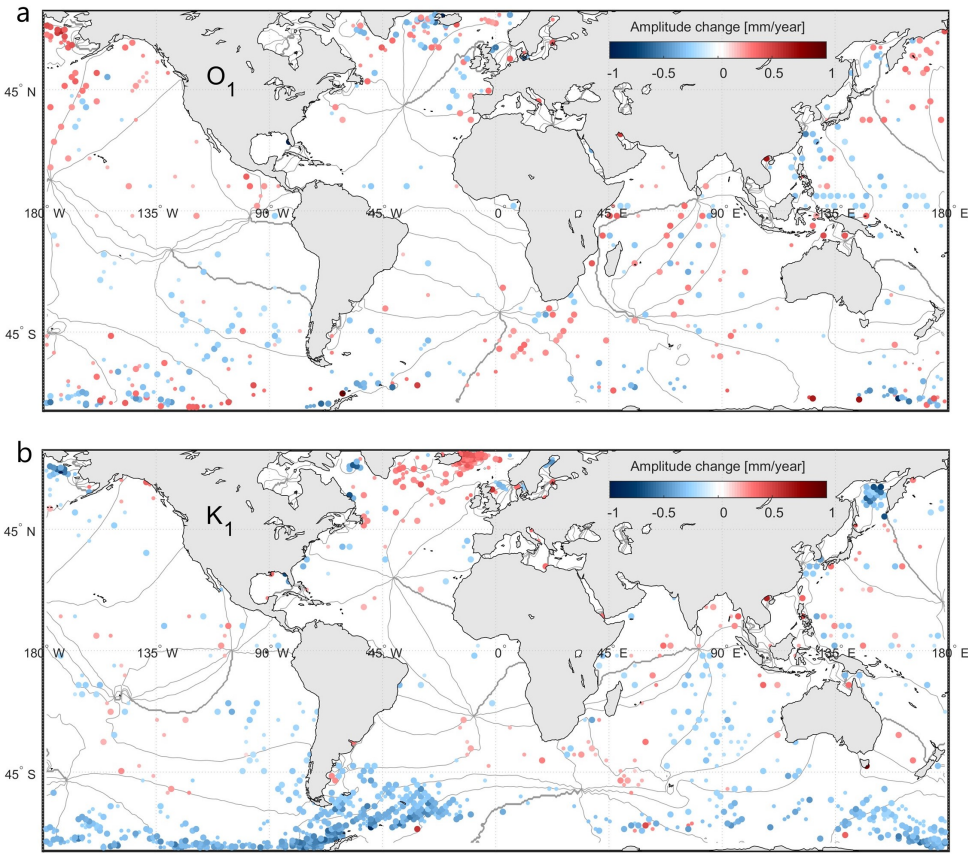 a
Amplitude change [mm/year]
-1 -0.5 0 0.5 1
O1
45° N
180° W 135° W 90° W 45° W 0° 45° E 90° E 135° E 180° E
45° S
b
Amplitude change [mm/year]
-1 -0.5 0 0.5 1
K1
45° N
180° W 135° W 90° W 45° W 0° 45° E 90° E 135° E 180° E
45° S